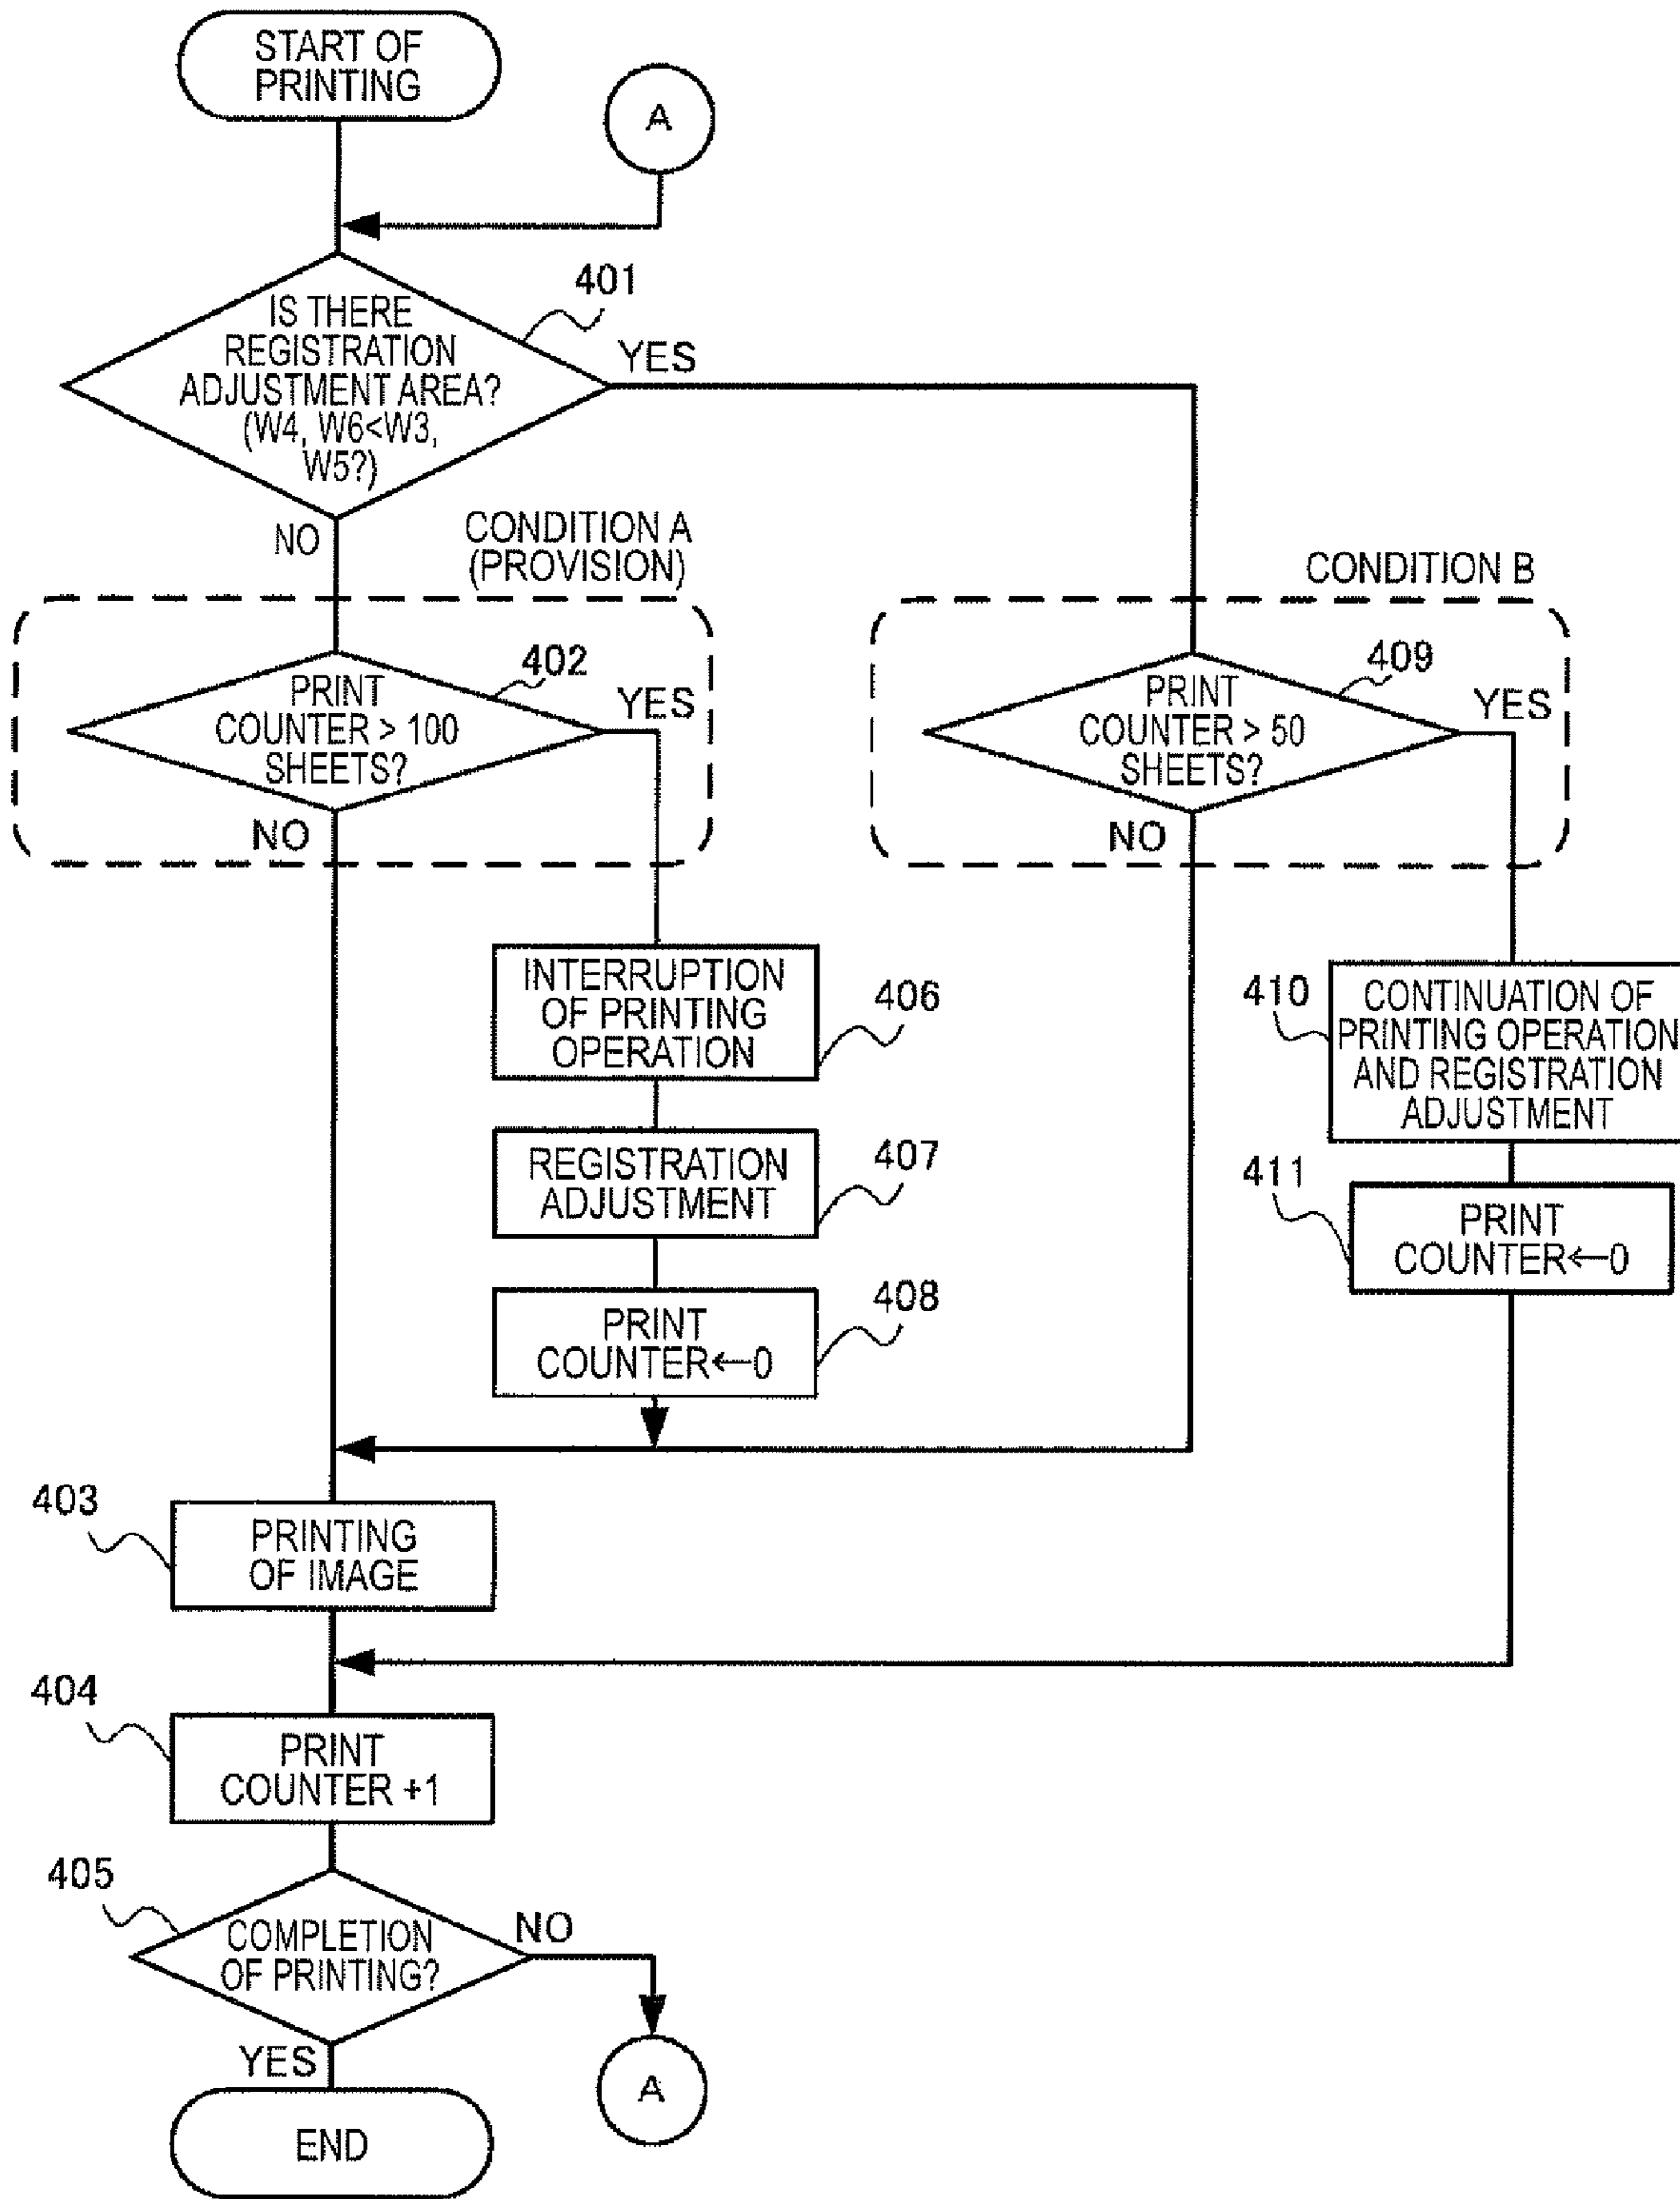 START OF
PRINTING
A
401
IS THERE
REGISTRATION
ADJUSTMENT AREA?
(W4, W6<W3,
W5?)
YES
NO
CONDITION A
(PROVISION)
CONDITION B
402
PRINT
COUNTER > 100
SHEETS?
YES
NO
409
PRINT
COUNTER > 50
SHEETS?
YES
NO
INTERRUPTION
OF PRINTING
OPERATION
406
410
CONTINUATION OF
PRINTING OPERATION
AND REGISTRATION
ADJUSTMENT
REGISTRATION
ADJUSTMENT
407
411
PRINT
COUNTER←0
PRINT
COUNTER←0
408
403
PRINTING
OF IMAGE
404
PRINT
COUNTER +1
405
COMPLETION
OF PRINTING?
NO
YES
A
END